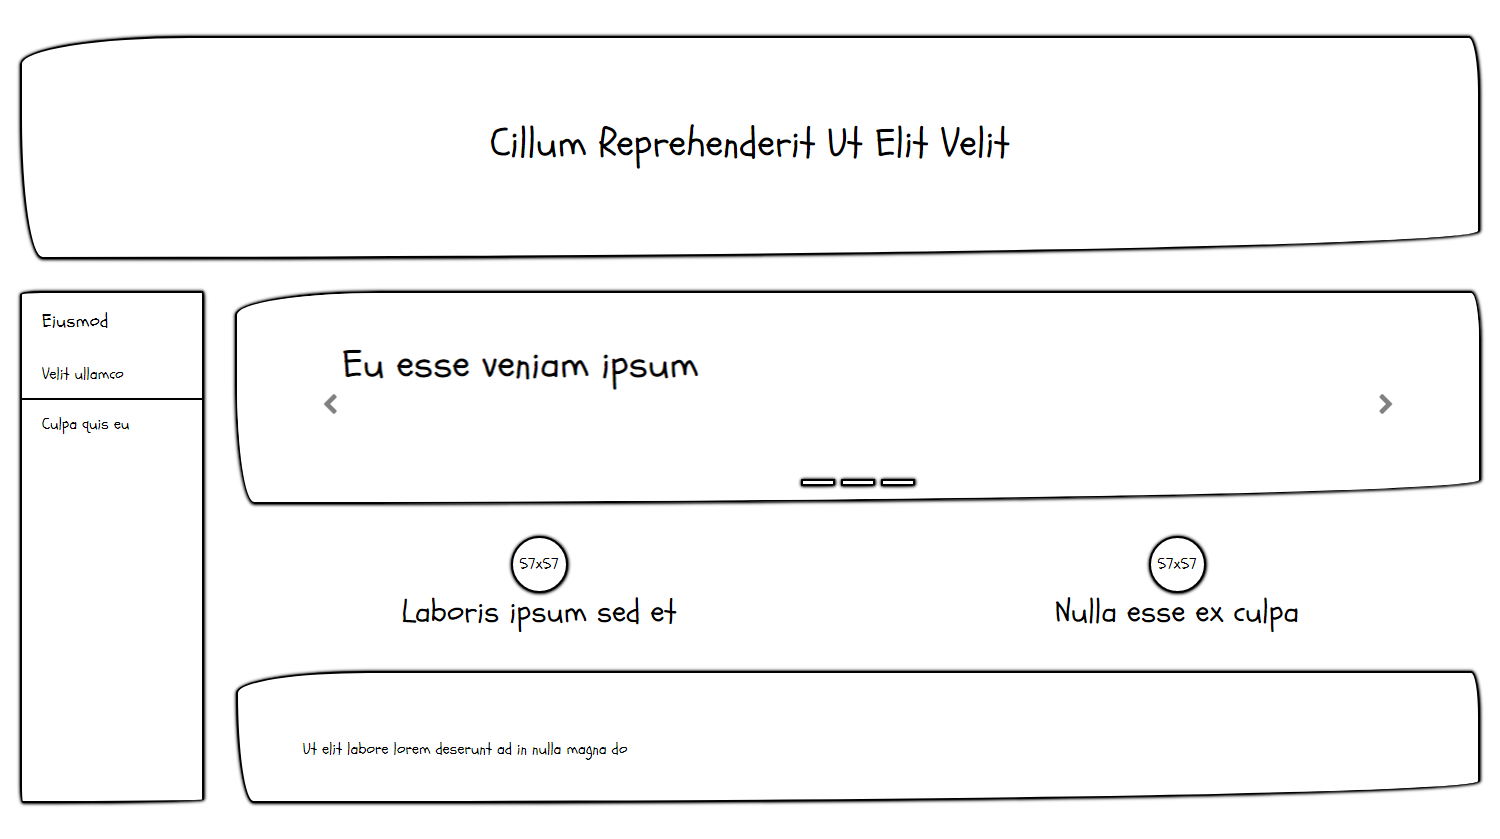 Cillum Reprehenderit Ut Elit Velit
Eiusmod
Velit ullamco
Culpa quis eu
Eu esse veniam ipsum
57x57
Laboris ipsum sed et
57x57
Nulla esse ex culpa
Ut elit labore lorem deserunt ad in nulla magna do